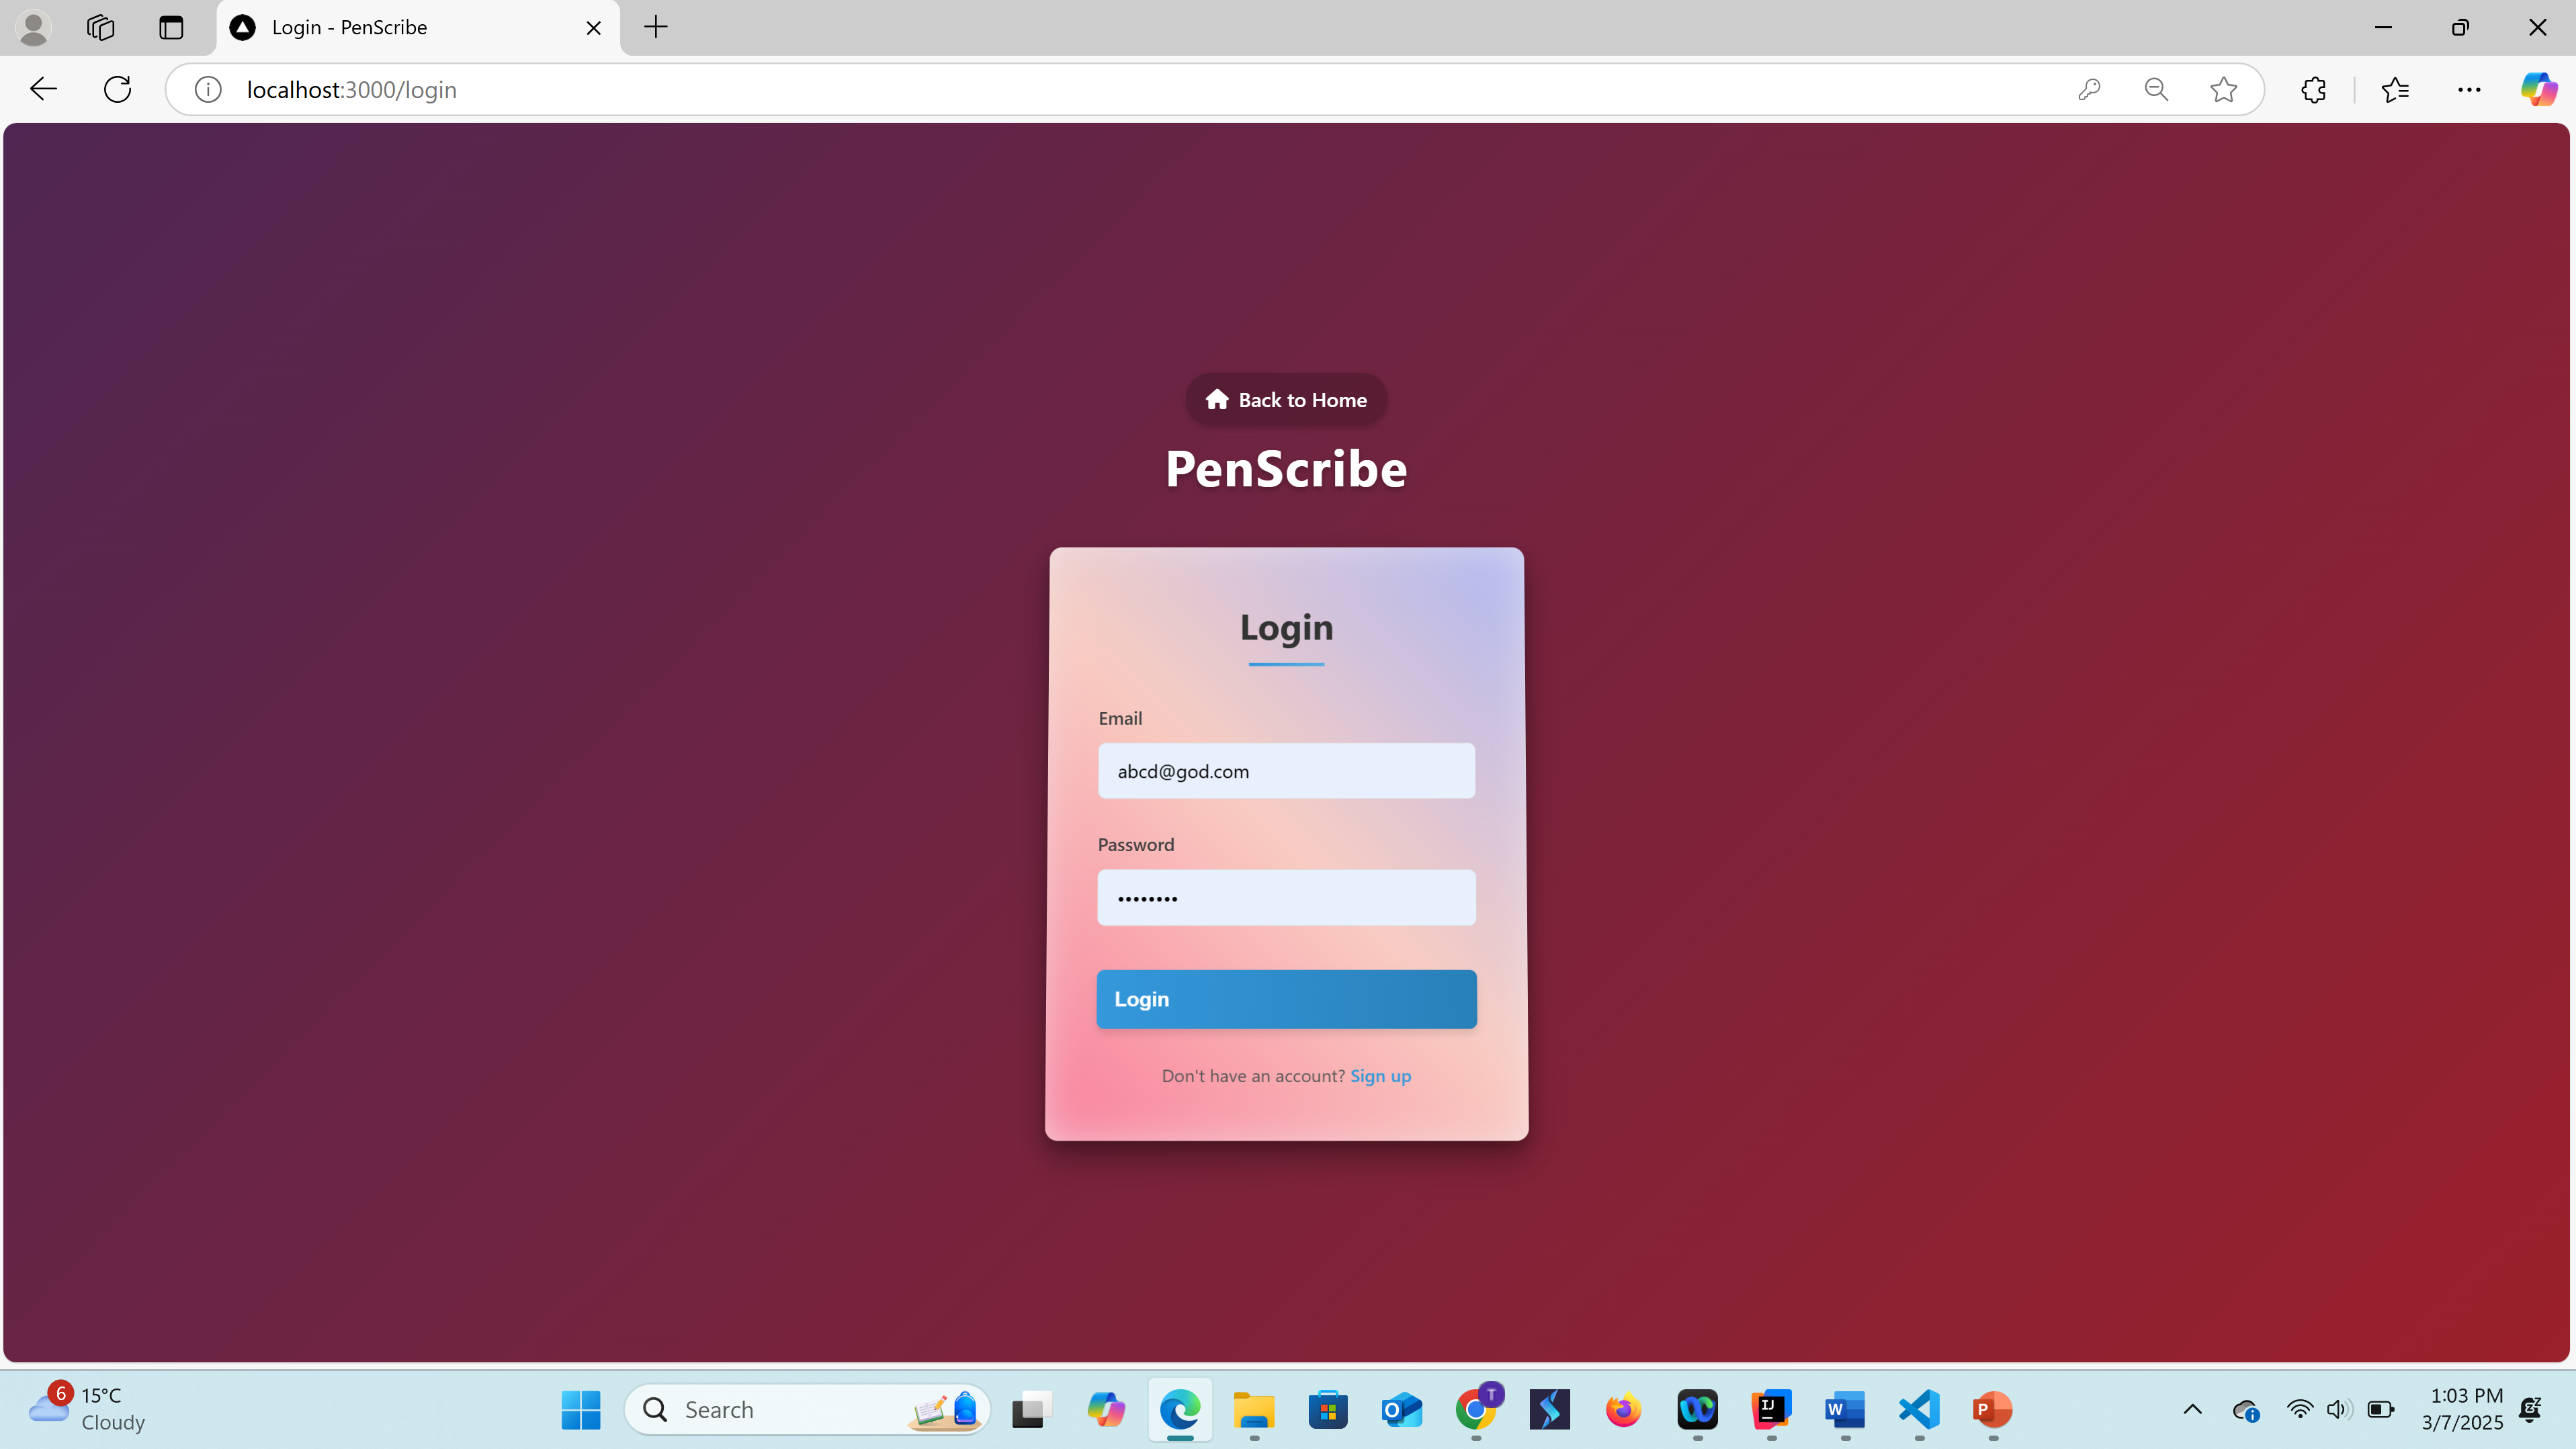 Login - PenScribe
localhost:3000/login
Back to Home
PenScribe
Login
Email
abcd@god.com
Password
••••••••
Login
Don't have an account? Sign up
6
15°C
Cloudy
Search
T
1:03 PM
3/7/2025